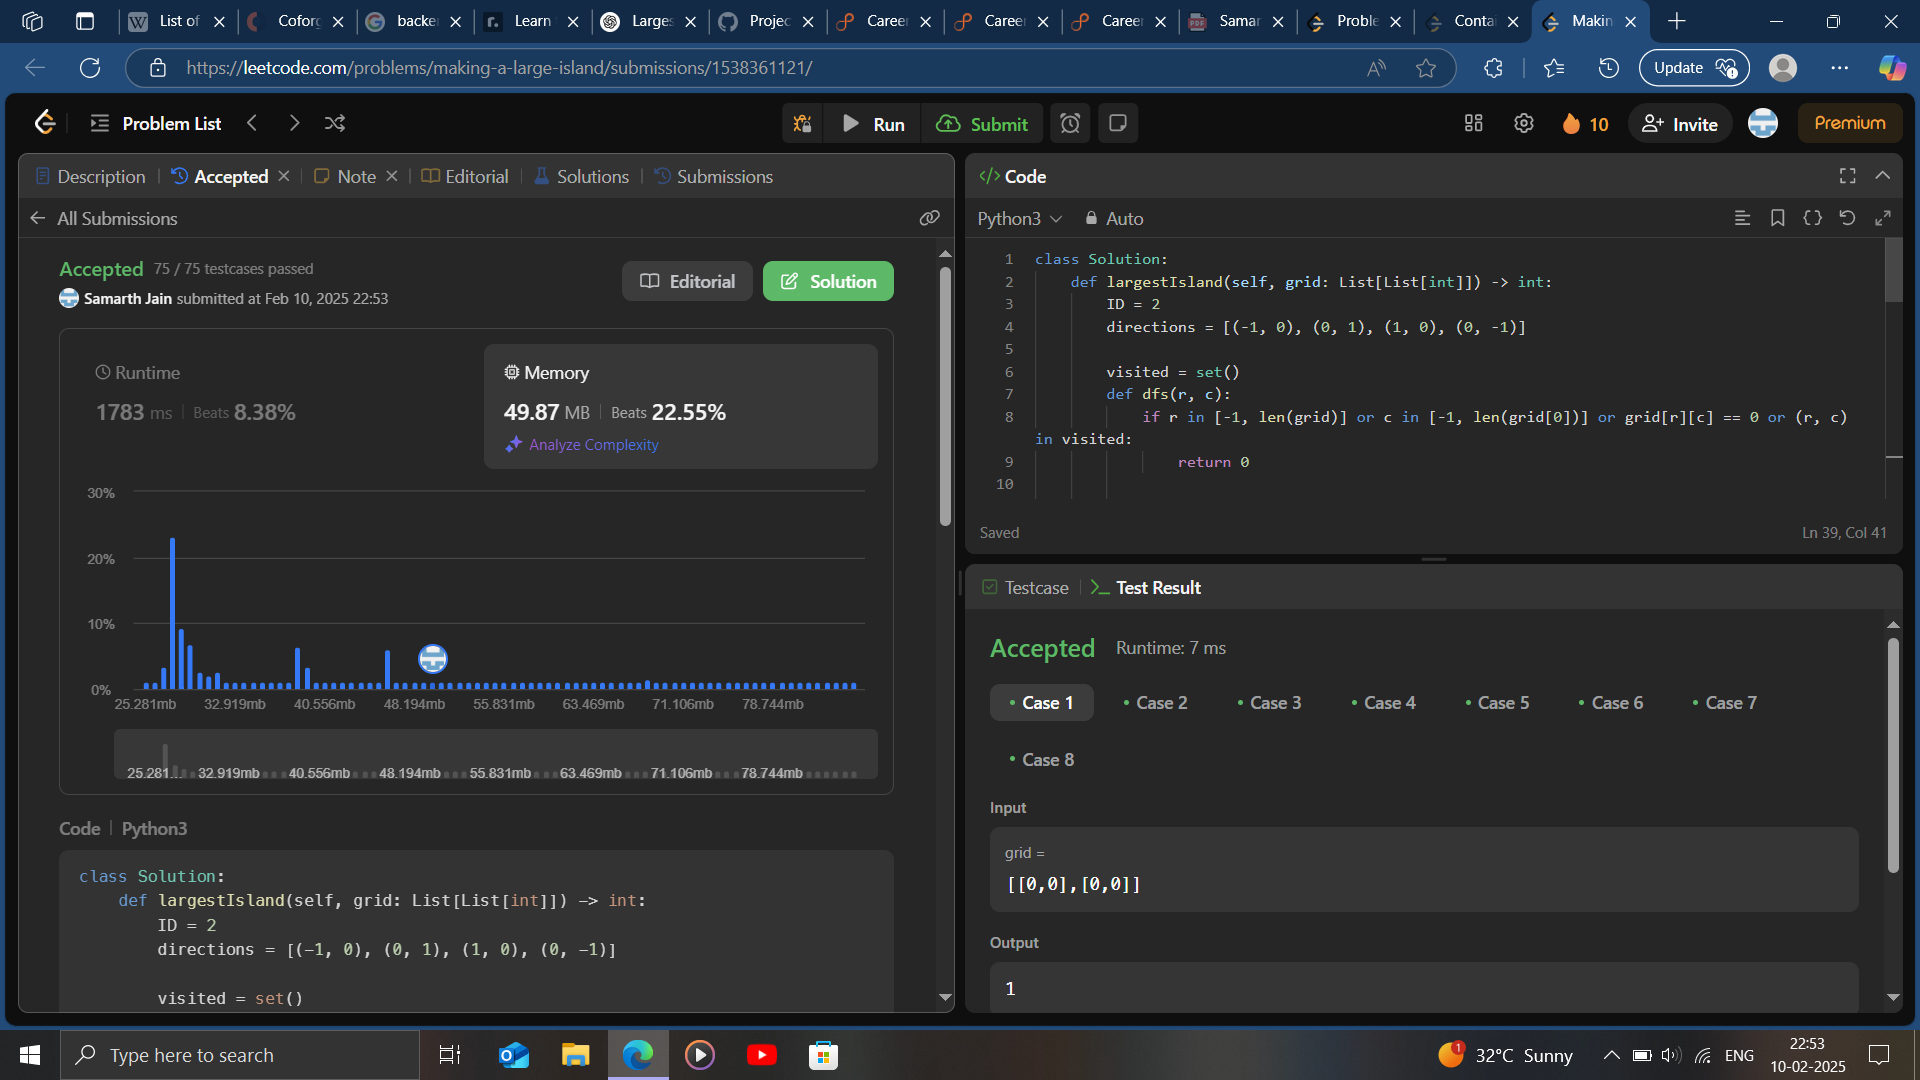 List of
Cofor
backe
Learn
Larges
Projec
Career
Career
Career
Samar
Proble
Conta
Makin
https://leetcode.com/problems/making-a-large-island/submissions/1538361121/
Update
Problem List
Run
Submit
10
Invite
Premium
Description
Accepted
Note
Editorial
Solutions
Submissions
All Submissions
Accepted 75 / 75 testcases passed
Samarth Jain submitted at Feb 10, 2025 22:53
Editorial
Solution
Runtime
1783 ms Beats 8.38%
Memory
49.87 MB Beats 22.55%
Analyze Complexity
30%
20%
10%
0%
25.281mb 32.919mb 40.556mb 48.194mb 55.831mb 63.469mb 71.106mb 78.744mb
25.281... 32.919mb 40.556mb 48.194mb 55.831mb 63.469mb 71.106mb 78.744mb
Code | Python3
class Solution:
def largestIsland(self, grid: List[List[int]]) -> int:
ID = 2
directions = [(-1, 0), (0, 1), (1, 0), (0, -1)]
visited = set()
</> Code
Python3
Auto
1 class Solution:
2 def largestIsland(self, grid: List[List[int]]) -> int:
3 ID = 2
4 directions = [(-1, 0), (0, 1), (1, 0), (0, -1)]
5
6 visited = set()
7 def dfs(r, c):
8 if r in [-1, len(grid)] or c in [-1, len(grid[0])] or grid[r][c] == 0 or (r, c)
in visited:
9 return 0
10
Saved
Ln 39, Col 41
Testcase
Test Result
Accepted Runtime: 7 ms
Case 1
Case 2
Case 3
Case 4
Case 5
Case 6
Case 7
Case 8
Input
grid =
[[0,0],[0,0]]
Output
1
Type here to search
1
32°C Sunny
ENG
22:53
10-02-2025